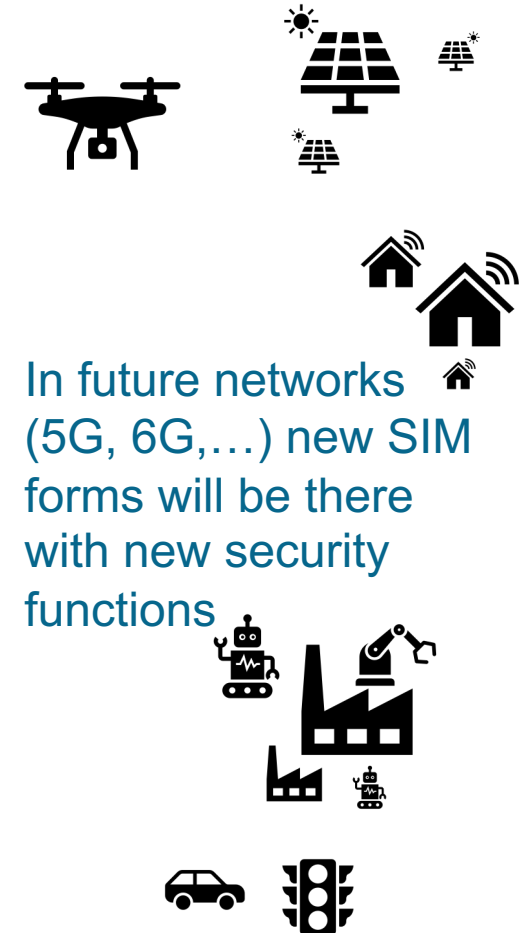 In future networks
(5G, 6G,…) new SIM
forms will be there
with new security
functions